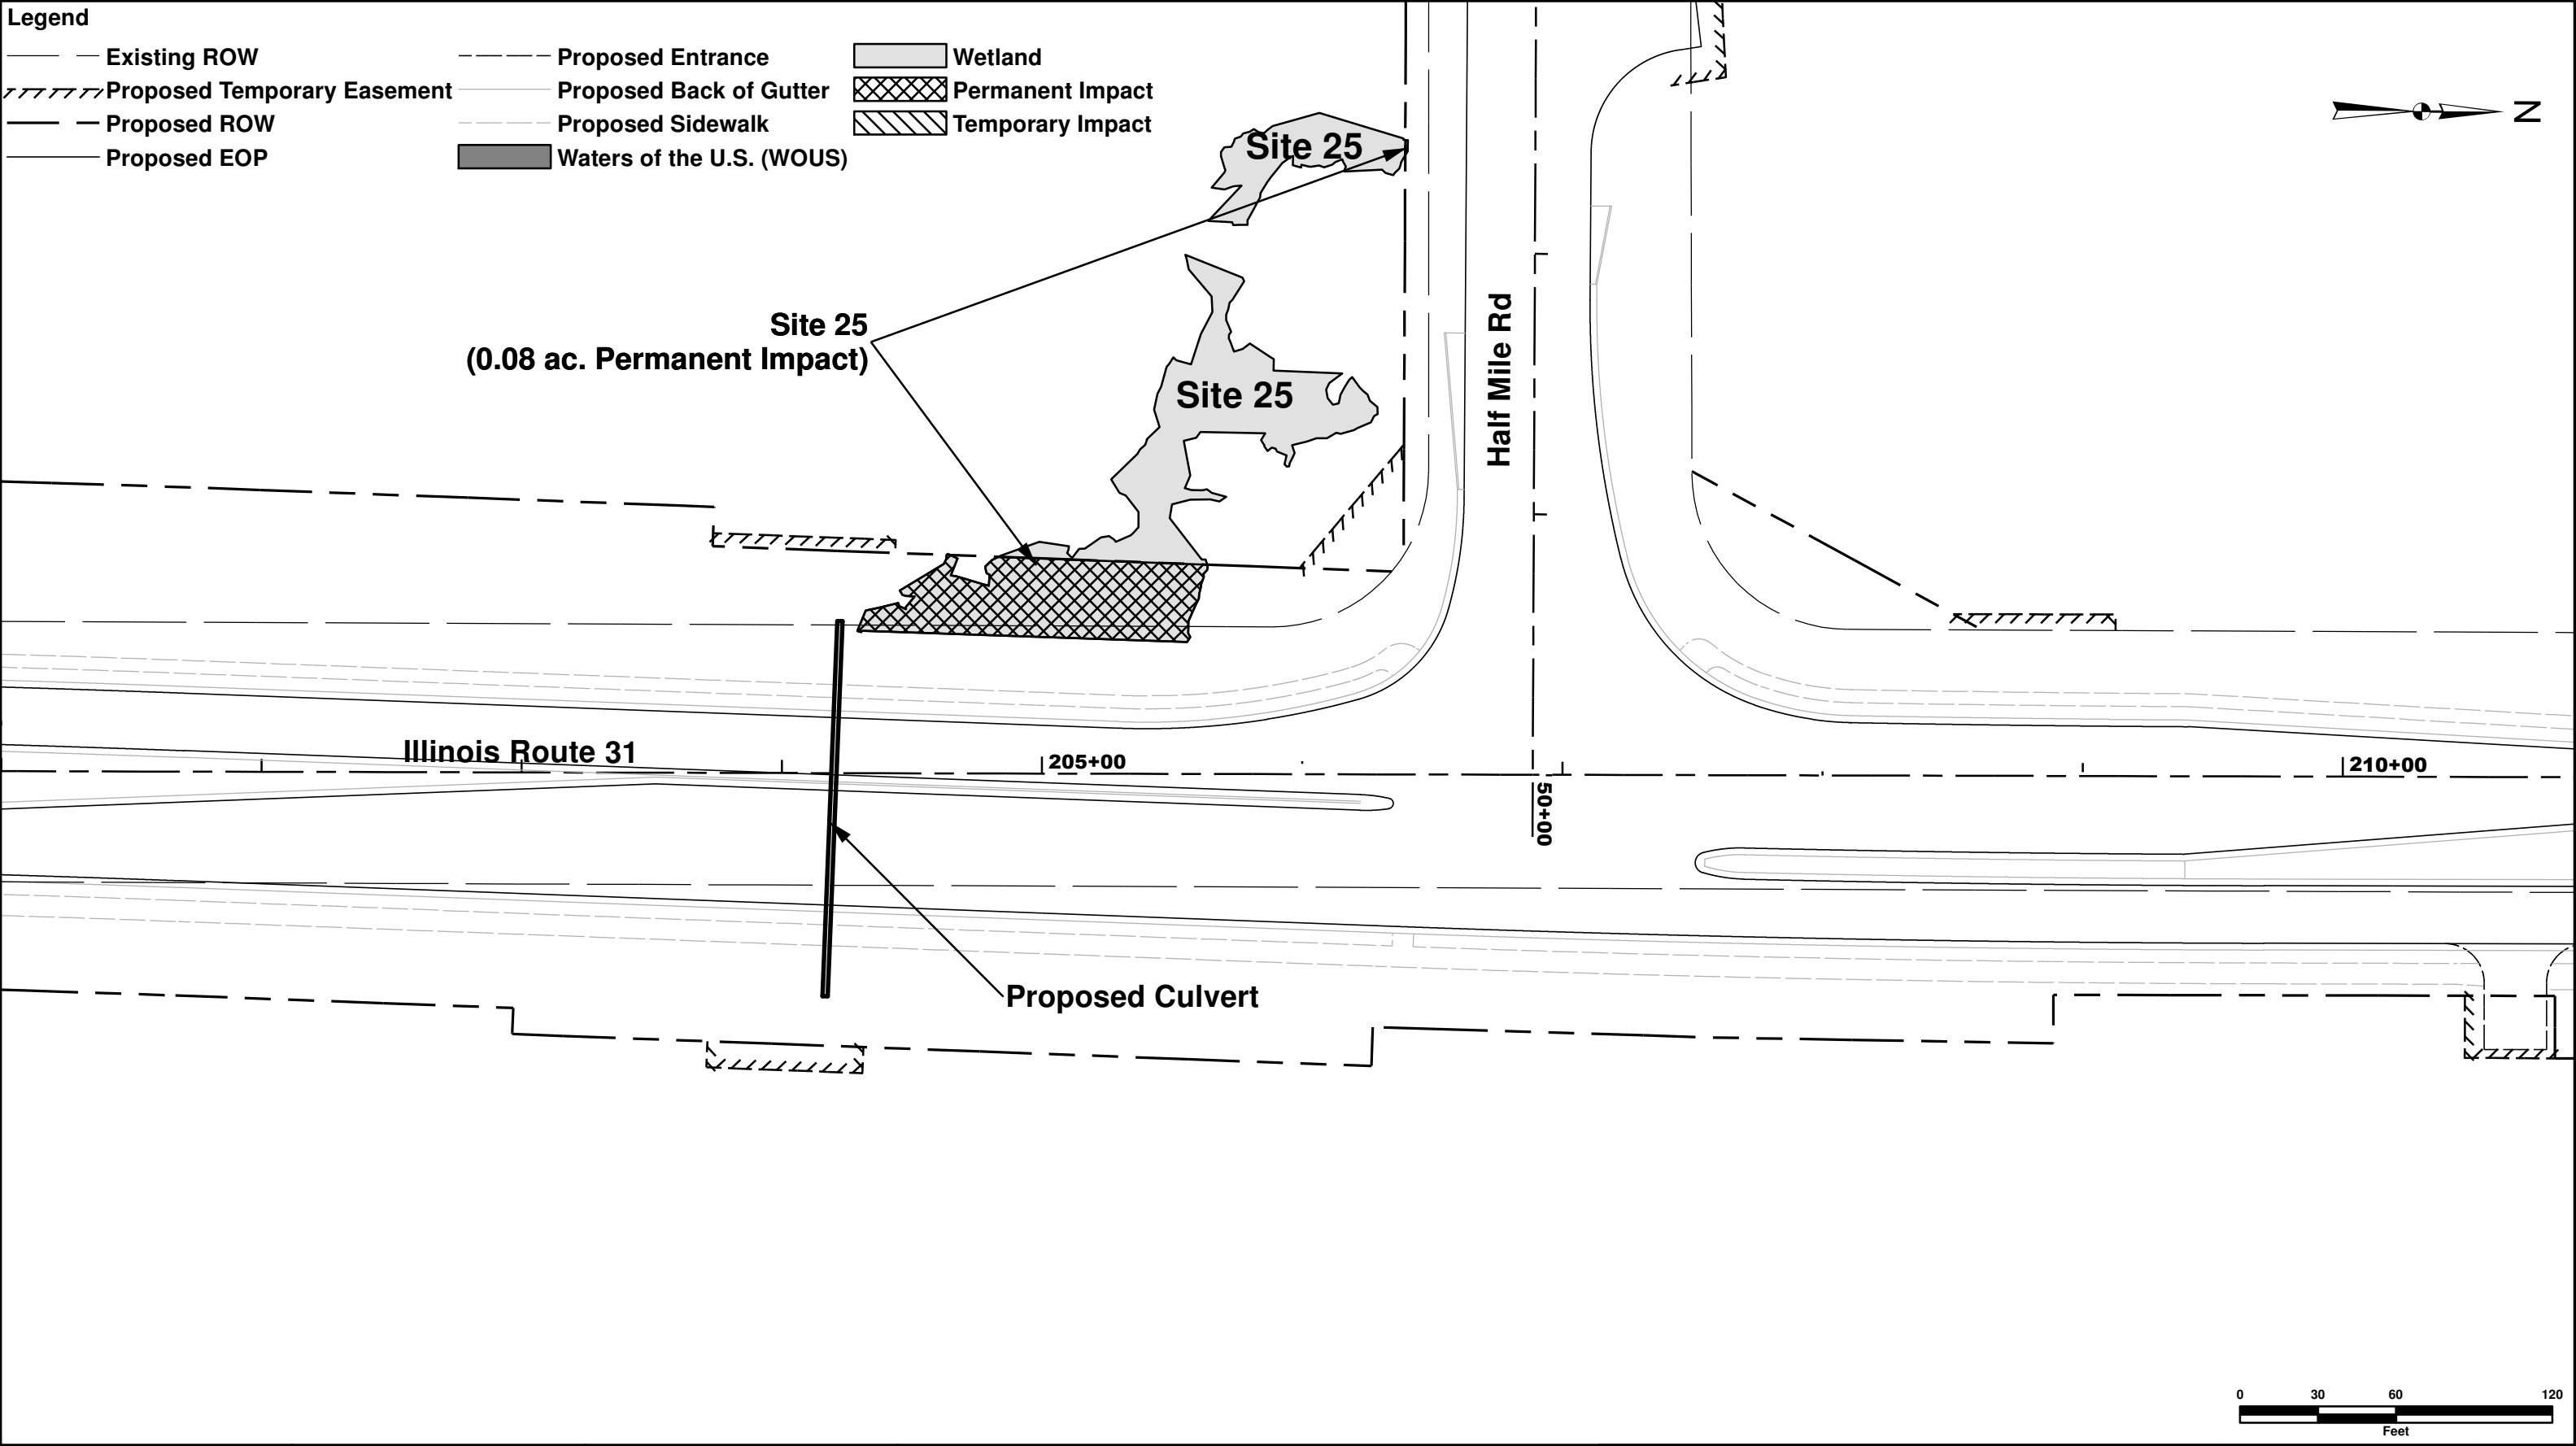 Legend
Existing ROW
Proposed Temporary Easement
Proposed ROW
Proposed EOP
Proposed Entrance
Proposed Back of Gutter
Proposed Sidewalk
Waters of the U.S. (WOUS)
Wetland
Permanent Impact
Temporary Impact
N
Site 25
Site 25
(0.08 ac. Permanent Impact)
Site 25
Half Mile Rd
Illinois Route 31
205+00
210+00
50+00
Proposed Culvert
0 30 60 120
Feet